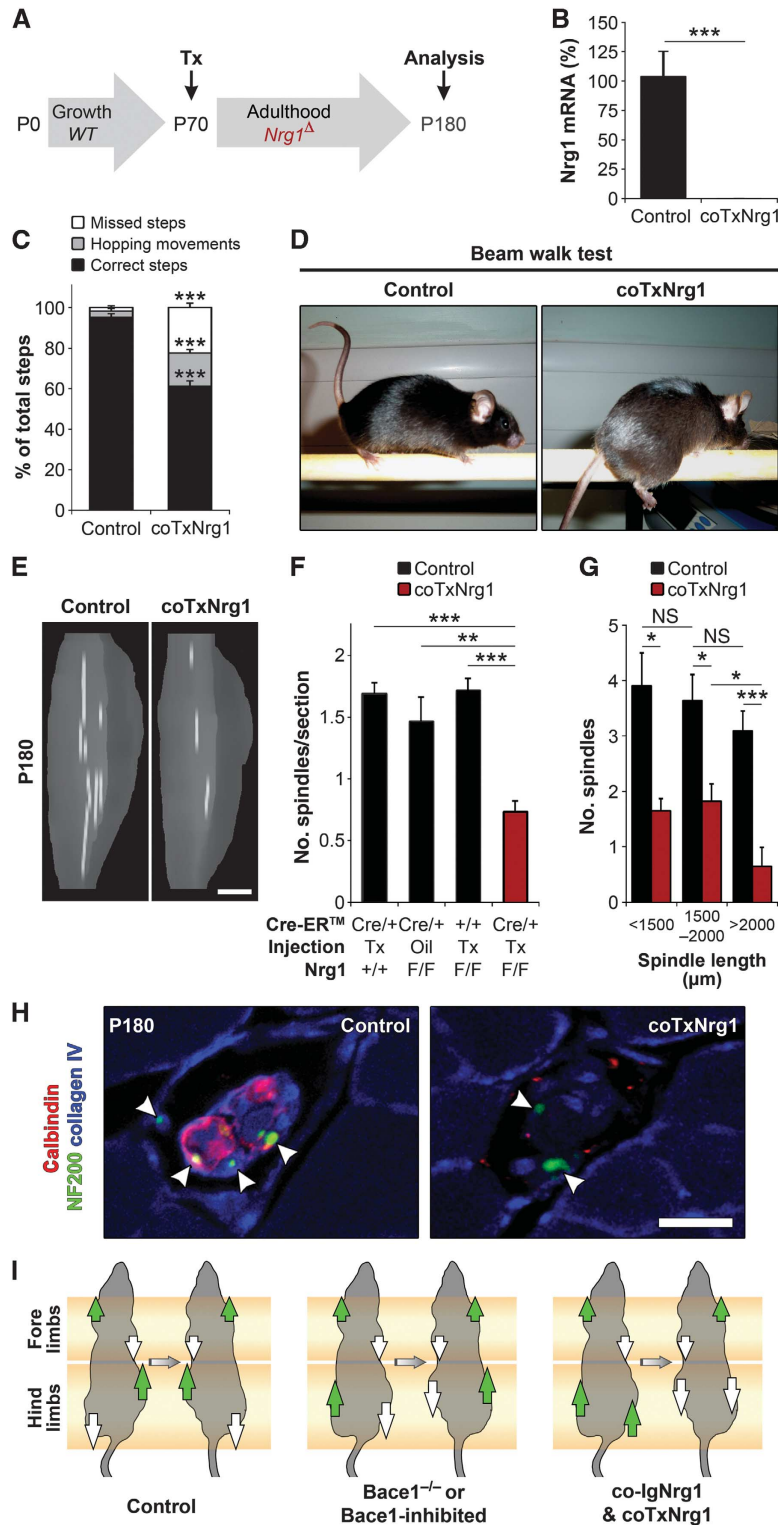 A
Tx
Analysis
P0
Growth
WT
P70
Adulthood
Nrg1Δ
P180
B
Nrg1 mRNA (%)
150
125
100
75
50
25
0
***
Control
coTxNrg1
C
Missed steps
Hopping movements
Correct steps
% of total steps
100
80
60
40
20
0
***
***
***
Control
coTxNrg1
D
Beam walk test
Control
coTxNrg1
E
Control
coTxNrg1
P180
F
Control
coTxNrg1
No. spindles/section
2
1.5
1
0.5
0
***
**
***
Cre-ER™ Cre/+ Cre/+ +/+ Cre/+
Injection Tx Oil Tx Tx
Nrg1 +/+ F/F F/F F/F
G
Control
coTxNrg1
No. spindles
6
5
4
3
2
1
0
NS
NS
*
*
*
***
<1500
1500
–2000
>2000
Spindle length
(µm)
H
Calbindin
NF200 collagen IV
P180
Control
coTxNrg1
I
Fore
limbs
Hind
limbs
Control
Bace1–/– or
Bace1-inhibited
co-IgNrg1
& coTxNrg1